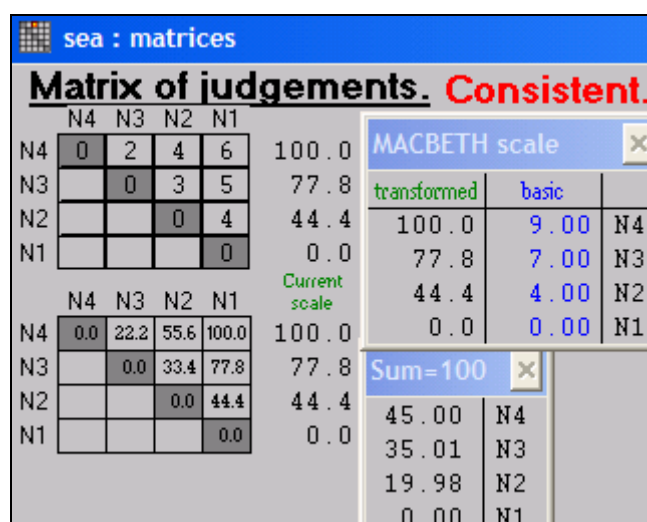 sea : matrices
Matrix of judgements. Consistent.
N4 N3 N2 N1
N4 0 2 4 6 100.0
N3 0 3 5 77.8
N2 0 4 44.4
N1 0 0.0
Current
scale
N4 N3 N2 N1
N4 0.0 22.2 55.6 100.0 100.0
N3 0.0 33.4 77.8 77.8
N2 0.0 44.4 44.4
N1 0.0 0.0
MACBETH scale
transformed basic
100.0 9.00 N4
77.8 7.00 N3
44.4 4.00 N2
0.0 0.00 N1
Sum=100
45.00 N4
35.01 N3
19.98 N2
0.00 N1